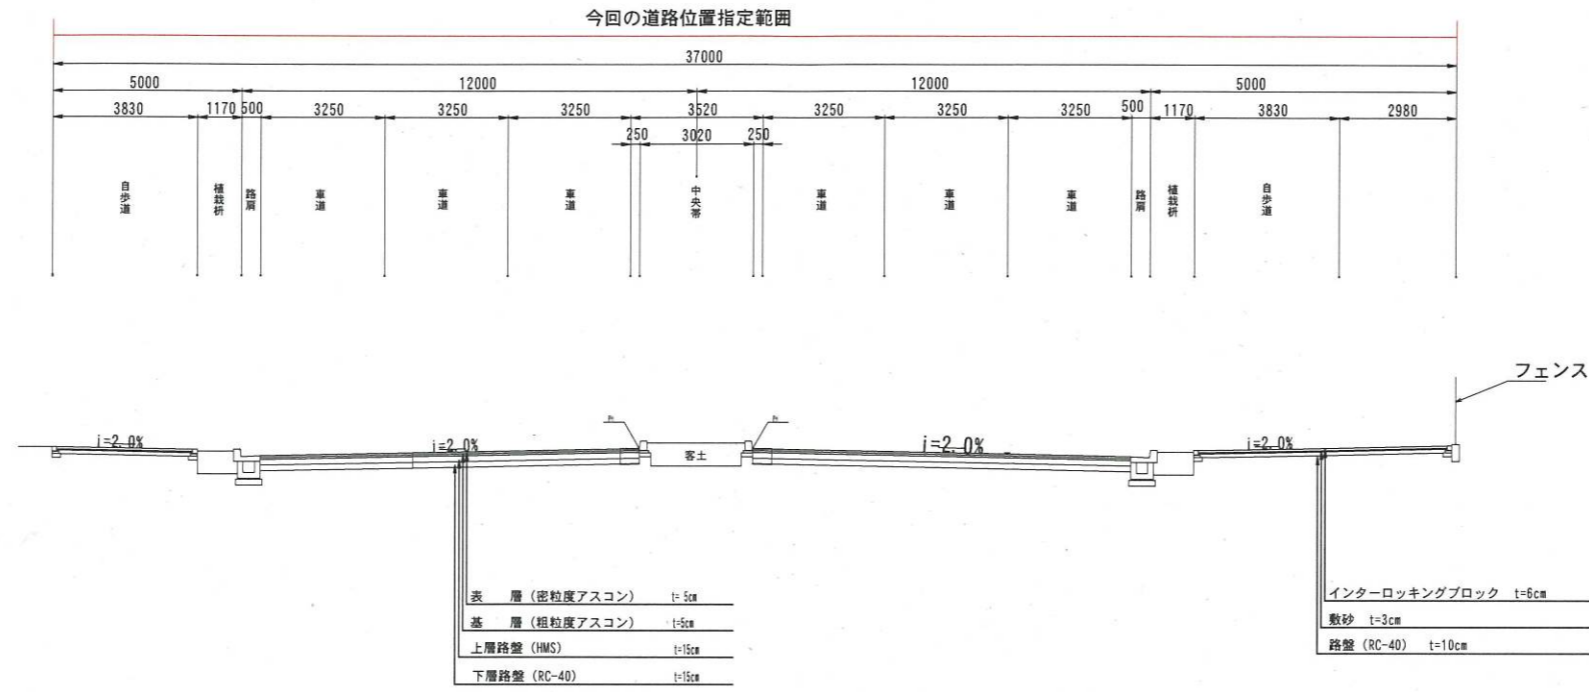 今回の道路位置指定範囲
37000
5000 12000 12000 5000
3830 1170 500 3250 3250 3250 3520 3250 3250 3250 500 1170 3830 2980
250 3020 250
自歩道 植栽枡 路肩 車道 車道 車道 中央帯 車道 車道 車道 路肩 植栽枡 自歩道
フェンス
i=2.0% i=2.0% i=2.0% i=2.0%
客土
表 層(密粒度アスコン) t=5cm
基 層(粗粒度アスコン) t=5cm
上層路盤(HMS) t=15cm
下層路盤(RC-40) t=15cm
インターロッキングブロック t=6cm
敷砂 t=3cm
路盤(RC-40) t=10cm